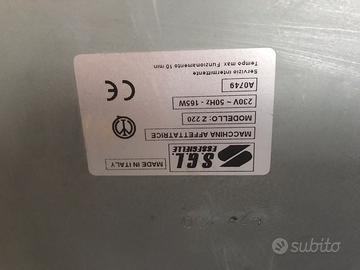 S.G.L.
ESSEGIELLE
MADE IN ITALY
MACCHINA AFFETTATRICE
MODELLO: Z 220
230V ~ 50Hz - 165W
A0749
Servizio intermittente
Tempo max. Funzionamento 10 min
subito